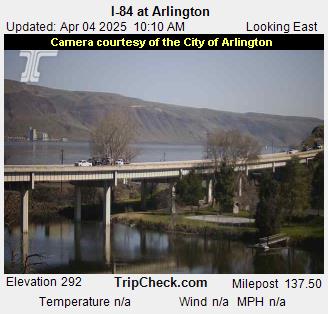 I-84 at Arlington
Updated: Apr 04 2025 10:10 AM Looking East
Camera courtesy of the City of Arlington
Elevation 292 TripCheck.com Milepost 137.50
Temperature n/a Wind n/a MPH n/a